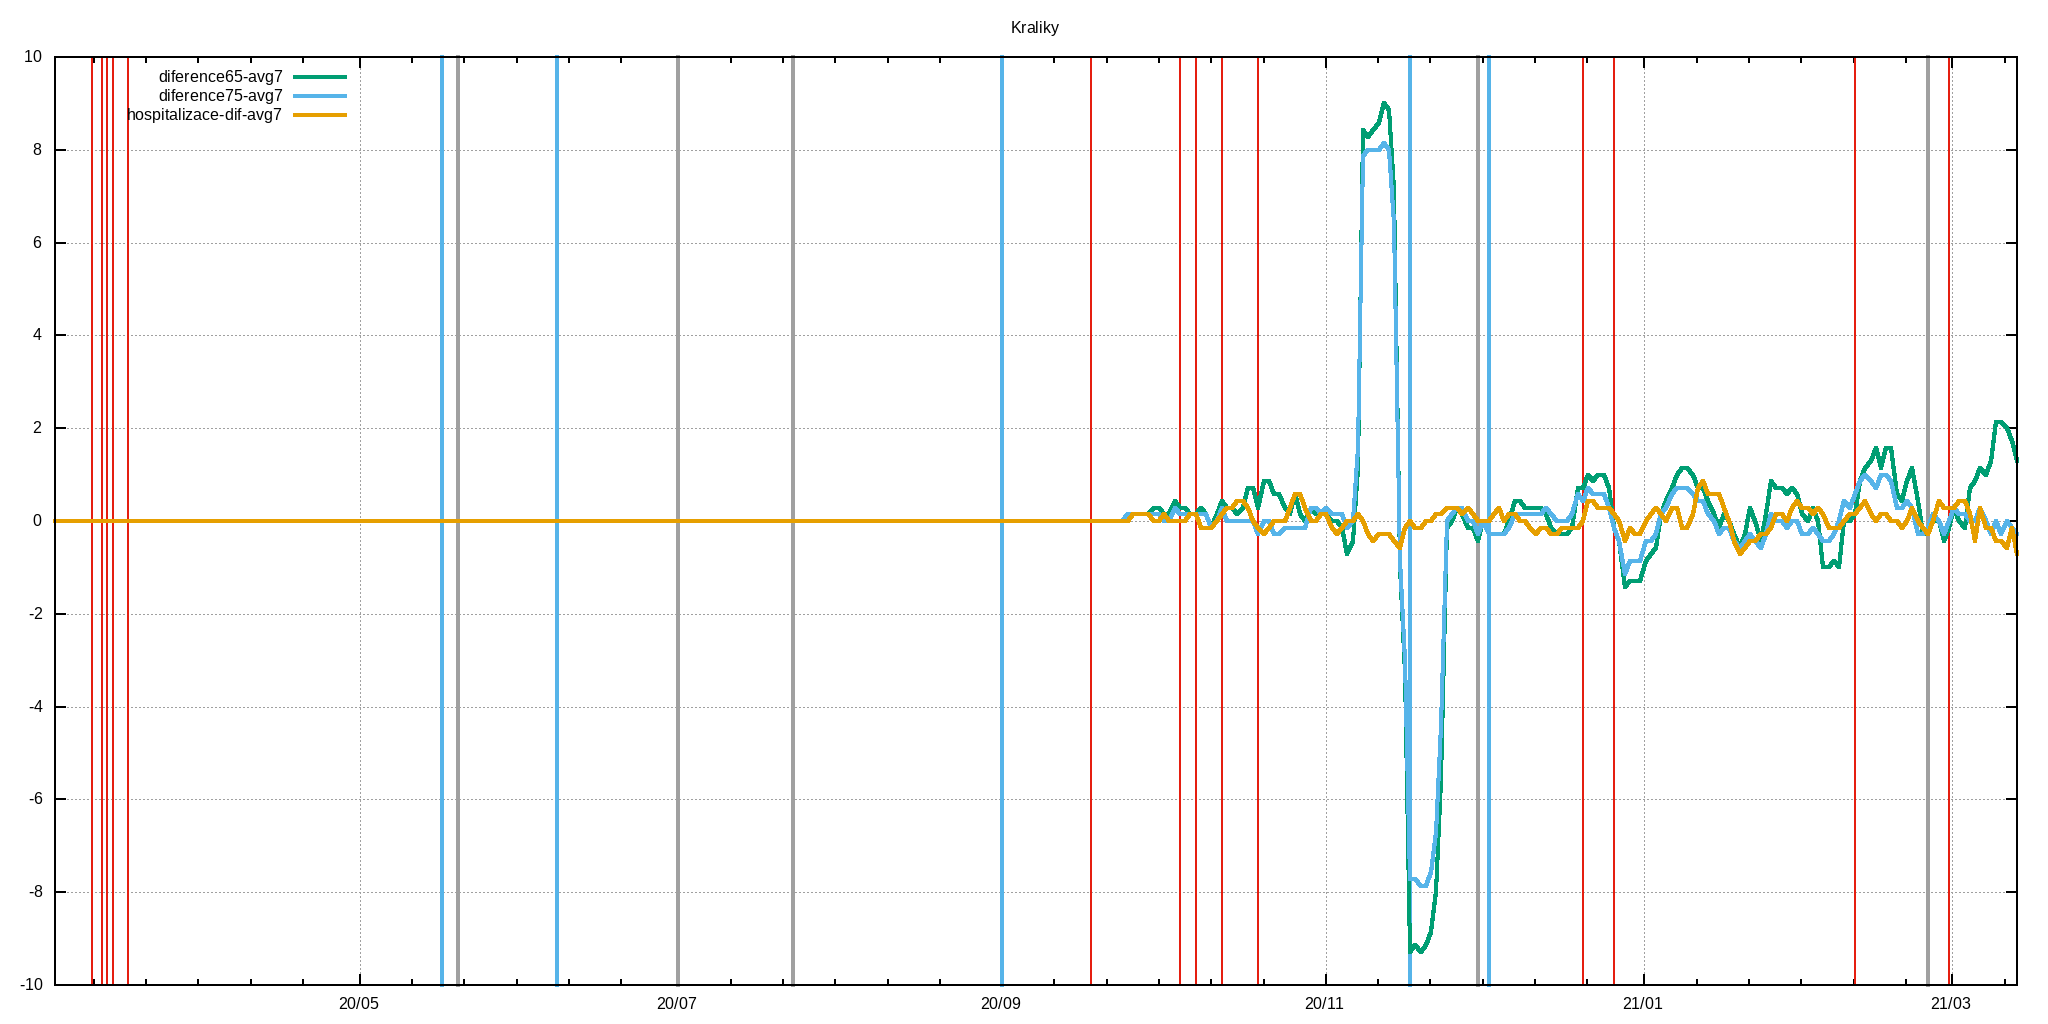 Kraliky
diference65-avg7
diference75-avg7
hospitalizace-dif-avg7
10
8
6
4
2
0
-2
-4
-6
-8
-10
20/05 20/07 20/09 20/11 21/01 21/03